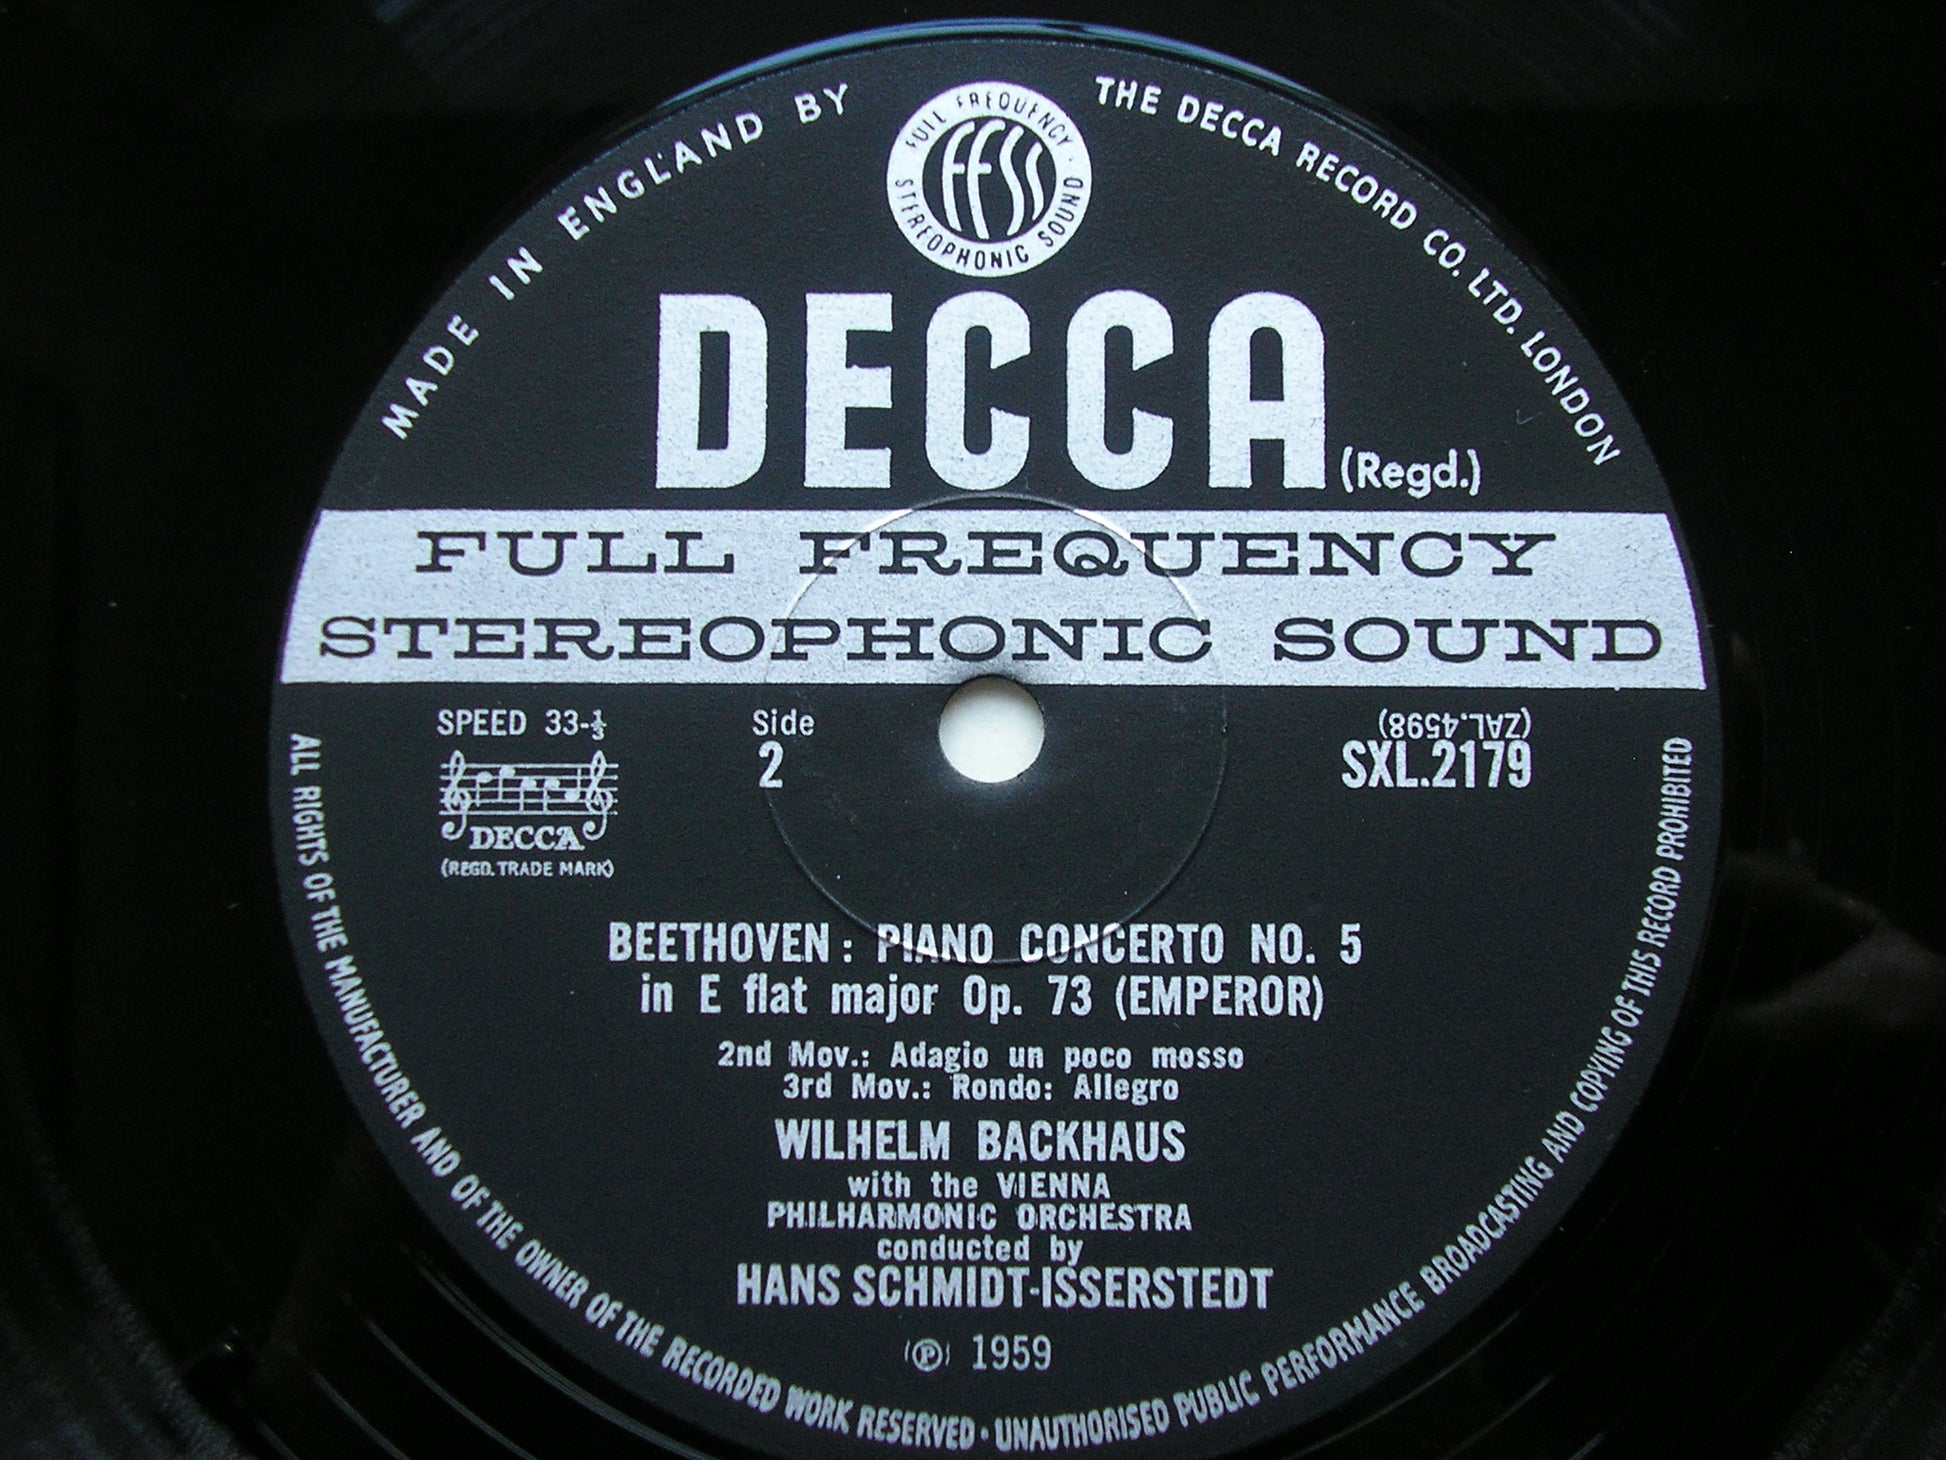 MADE IN ENGLAND BY
THE DECCA RECORD CO. LTD. LONDON
FULL FREQUENCY
STEREOPHONIC SOUND
FFSS
DECCA (Regd.)
FULL FREQUENCY
STEREOPHONIC SOUND
SPEED 33-⅓
Side
2
(ZAL.4598)
SXL.2179
DECCA
(REGD. TRADE MARK)
BEETHOVEN: PIANO CONCERTO NO. 5
in E flat major Op. 73 (EMPEROR)
2nd Mov.: Adagio un poco mosso
3rd Mov.: Rondo: Allegro
WILHELM BACKHAUS
with the VIENNA
PHILHARMONIC ORCHESTRA
conducted by
HANS SCHMIDT-ISSERSTEDT
(℗) 1959
ALL RIGHTS OF THE MANUFACTURER AND OF THE OWNER OF THE RECORDED WORK RESERVED · UNAUTHORISED PUBLIC PERFORMANCE BROADCASTING AND COPYING OF THIS RECORD PROHIBITED